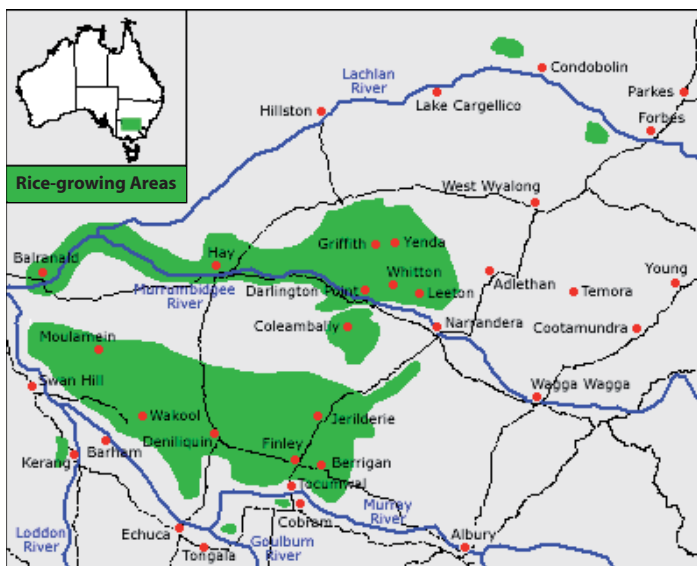 Rice-growing Areas
Lachlan
River
Condobolin
Lake Cargellico
Parkes
Forbes
Hillston
West Wyalong
Griffith
Yenda
Hay
Balranald
Whitton
Murrumbidgee
River
Darlington Point
Leeton
Adlethan
Temora
Young
Coleambally
Narrandera
Cootamundra
Moulamein
Swan Hill
Wagga Wagga
Wakool
Jerilderie
Deniliquin
Finley
Barham
Kerang
Berrigan
Tocumwal
Murray
River
Cobram
Loddon
River
Echuca
Goulburn
River
Tongala
Albury